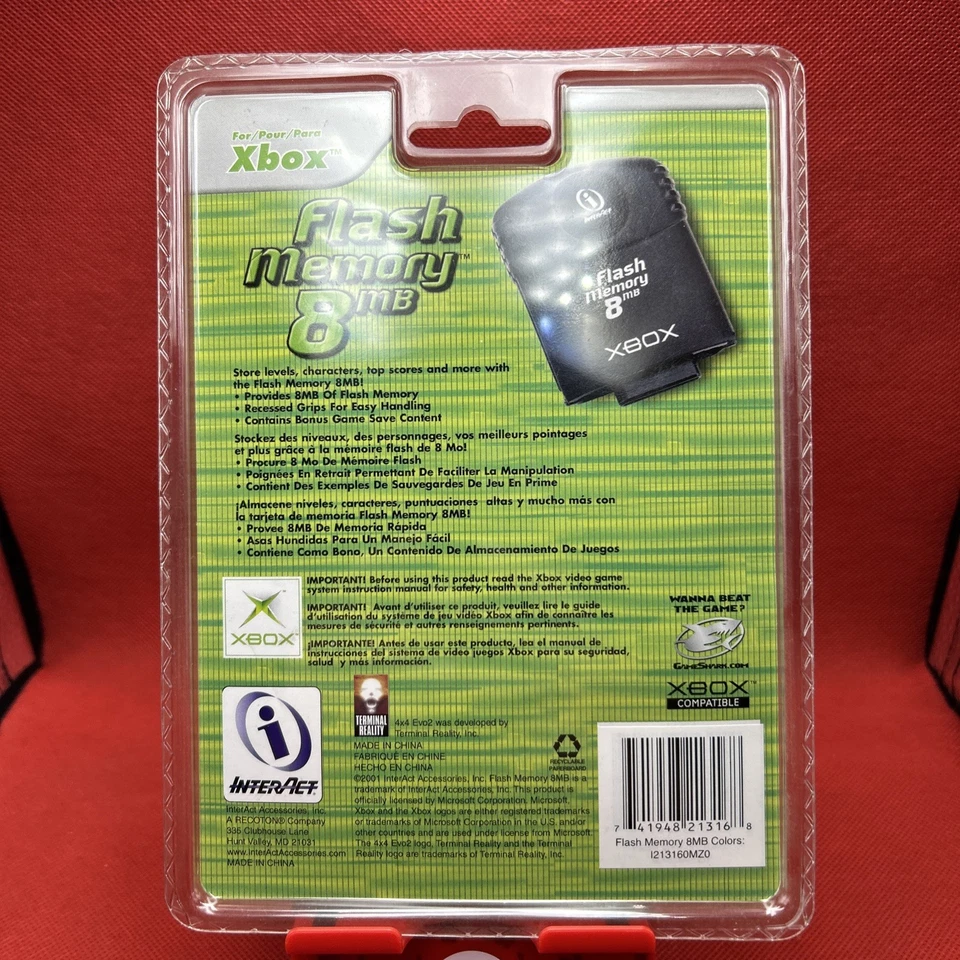 For/Pour/Para
Xbox™
Flash
Memory™
8MB
InterAct
Flash
Memory
8MB
XBOX
Store levels, characters, top scores and more with
the Flash Memory 8MB!
• Provides 8MB Of Flash Memory
• Recessed Grips For Easy Handling
• Contains Bonus Game Save Content
Stockez des niveaux, des personnages, vos meilleurs pointages
et plus grâce à la mémoire flash de 8 Mo!
• Procure 8 Mo De Mémoire Flash
• Poignées En Retrait Permettant De Faciliter La Manipulation
• Contient Des Exemples De Sauvegardes De Jeu En Prime
¡Almacene niveles, caracteres, puntuaciones altas y mucho más con
la tarjeta de memoria Flash Memory 8MB!
• Provee 8MB De Memoria Rápida
• Asas Hundidas Para Un Manejo Fácil
• Contiene Como Bono, Un Contenido De Almacenamiento De Juegos
XBOX™
IMPORTANT! Before using this product read the Xbox video game
system instruction manual for safety, health and other information.
IMPORTANT! Avant d'utiliser ce produit, veuillez lire le guide
d'utilisation du système de jeu vidéo Xbox afin de connaître les
mesures de sécurité et autres renseignements pertinents.
¡IMPORTANTE! Antes de usar este producto, lea el manual de
instrucciones del sistema de video juegos Xbox para su seguridad,
salud y más información.
WANNA BEAT
THE GAME?
GameShark.com
XBOX™
COMPATIBLE
i
InterAct®
TERMINAL
REALITY
4x4 Evo2 was developed by
Terminal Reality, Inc.
MADE IN CHINA
FABRIQUÉ EN CHINE
HECHO EN CHINA
©2001 InterAct Accessories, Inc. Flash Memory 8MB is a
trademark of InterAct Accessories, Inc. This product is
officially licensed by Microsoft Corporation. Microsoft,
Xbox and the Xbox logos are either registered trademarks
or trademarks of Microsoft Corporation in the U.S. and/or
other countries and are used under license from Microsoft.
The 4x4 Evo2 logo, Terminal Reality and the Terminal
Reality logo are trademarks of Terminal Reality, Inc.
RECYCLABLE
PAPERBOARD
InterAct Accessories, Inc.
A RECOTON® Company
335 Clubhouse Lane
Hunt Valley, MD 21031
www.interActAccessories.com
MADE IN CHINA
7 41948 21316 8
Flash Memory 8MB Colors:
I213160MZ0